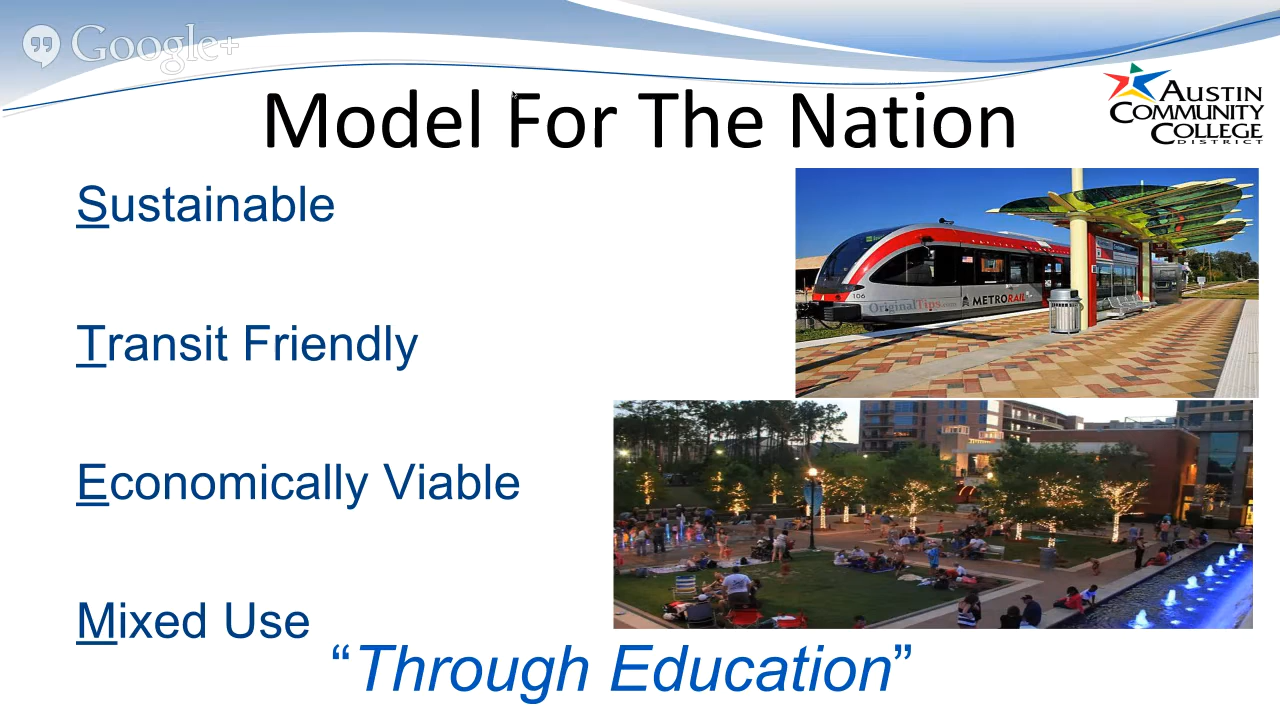 Google+
Model For The Nation
AUSTIN
COMMUNITY
COLLEGE
DISTRICT
Sustainable
Transit Friendly
Economically Viable
Mixed Use
“Through Education”
106
OriginalTips.com
METRORAIL